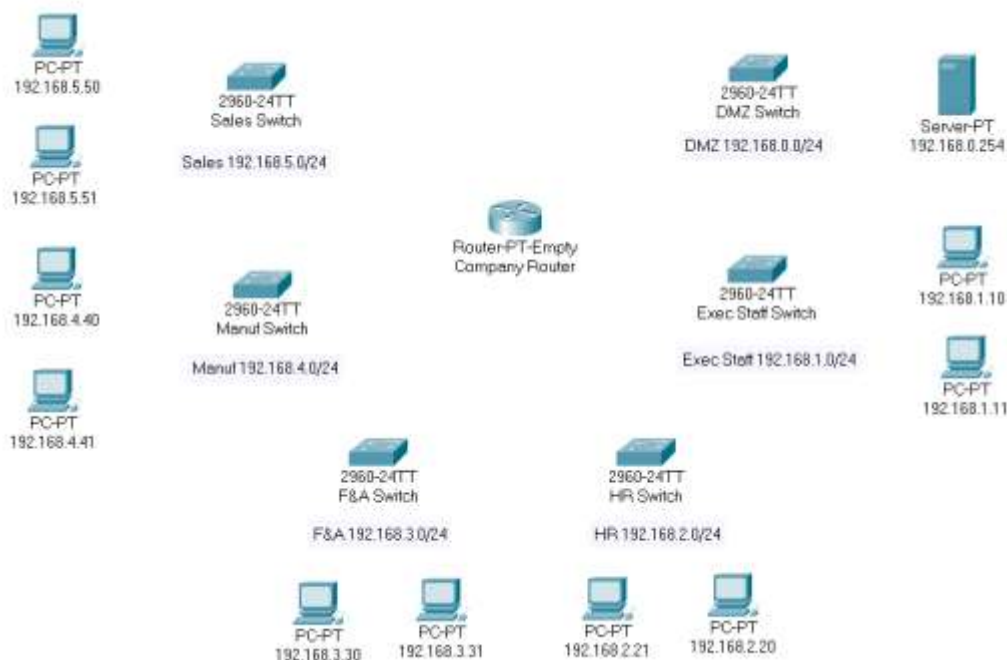 PC-PT
192.168.5.50
2960-24TT
Sales Switch
Sales 192.168.5.0/24
PC-PT
192.168.5.51
2960-24TT
DMZ Switch
DMZ 192.168.0.0/24
Server-PT
192.168.0.254
Router-PT-Empty
Company Router
PC-PT
192.168.4.40
2960-24TT
Manuf Switch
Manuf 192.168.4.0/24
PC-PT
192.168.4.41
2960-24TT
Exec Staff Switch
Exec Staff 192.168.1.0/24
PC-PT
192.168.1.10
PC-PT
192.168.1.11
2960-24TT
F&A Switch
F&A 192.168.3.0/24
2960-24TT
HR Switch
HR 192.168.2.0/24
PC-PT
192.168.3.30
PC-PT
192.168.3.31
PC-PT
192.168.2.21
PC-PT
192.168.2.20